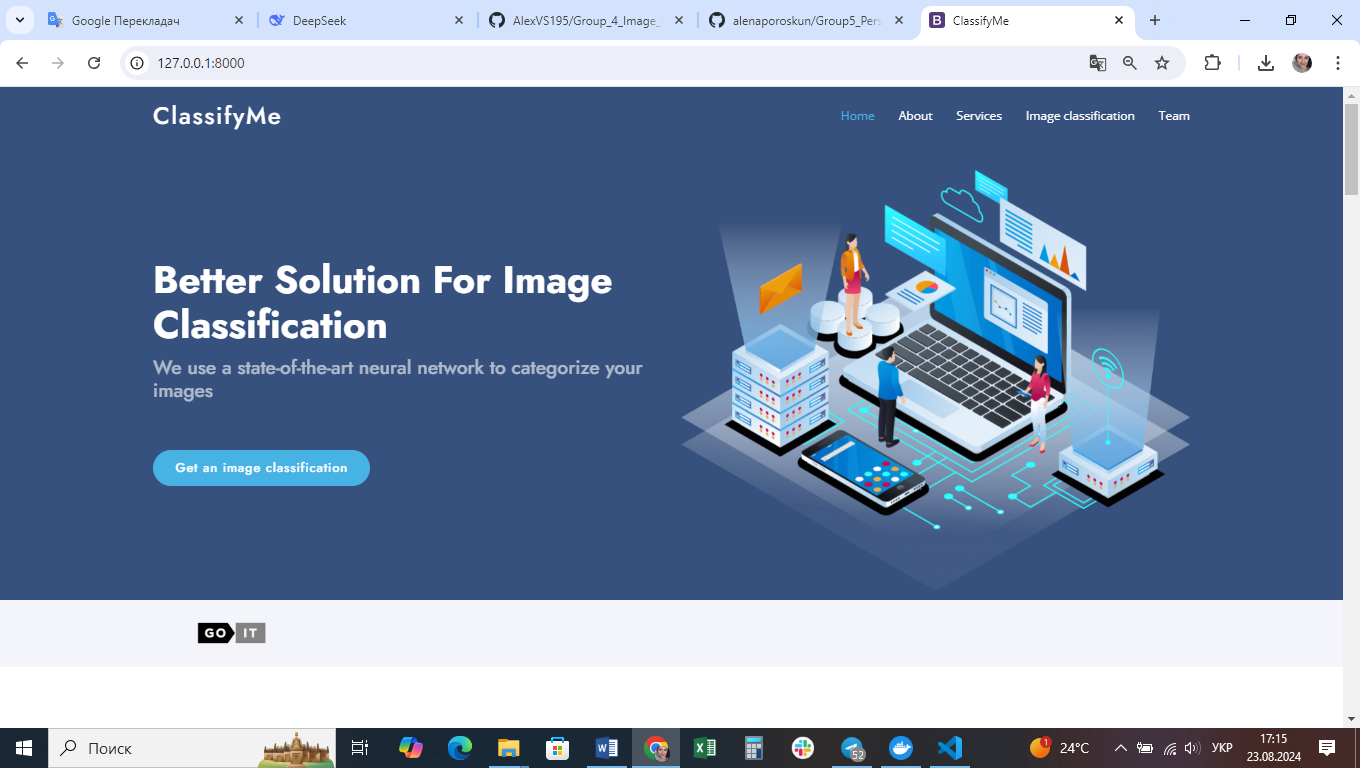 Google Перекладач
DeepSeek
AlexVS195/Group_4_Image_
alenaporoskun/Group5_Pers
ClassifyMe
127.0.0.1:8000
ClassifyMe
Home
About
Services
Image classification
Team
Better Solution For Image
Classification
We use a state-of-the-art neural network to categorize your
images
Get an image classification
GO IT
Поиск
52
1
24°C
УКР
17:15
23.08.2024